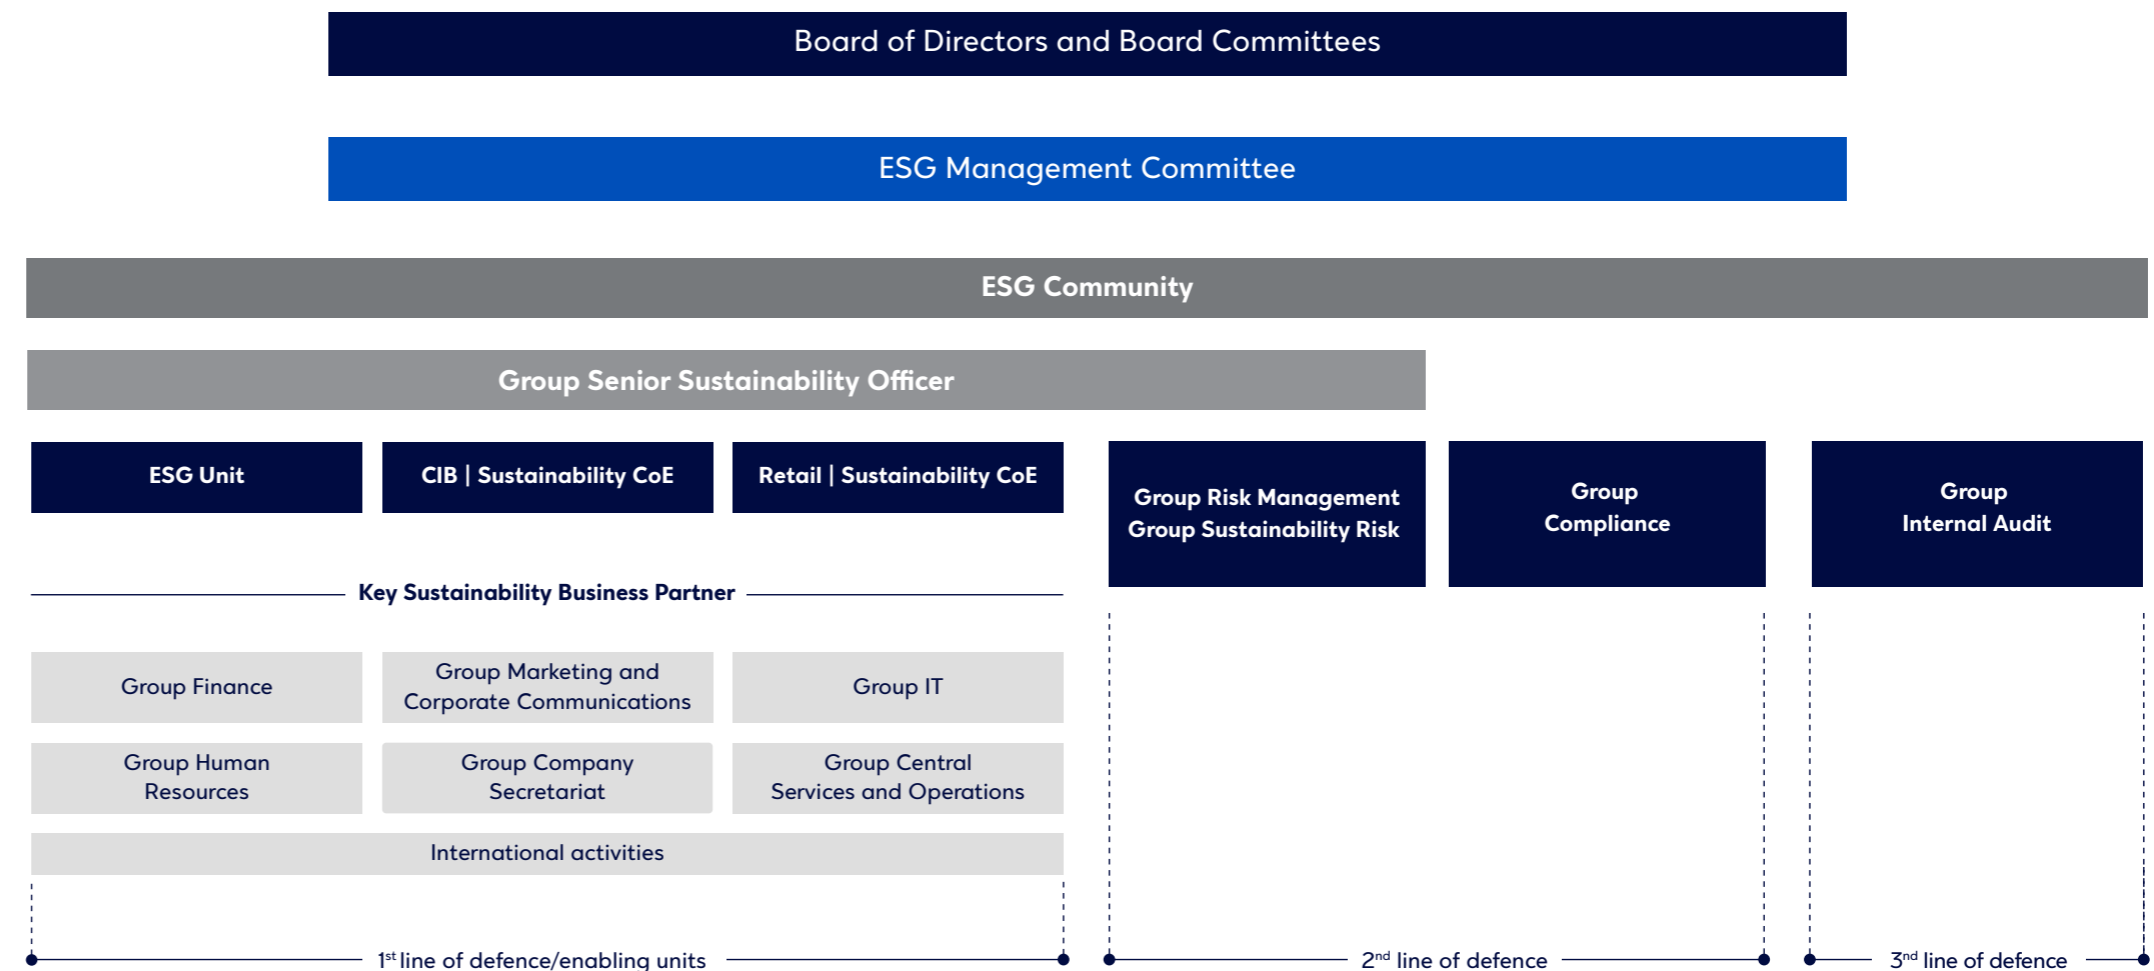 Board of Directors and Board Committees
ESG Management Committee
ESG Community
Group Senior Sustainability Officer
ESG Unit
CIB | Sustainability CoE
Retail | Sustainability CoE
Group Risk Management
Group Sustainability Risk
Group
Compliance
Group
Internal Audit
Key Sustainability Business Partner
Group Finance
Group Marketing and
Corporate Communications
Group IT
Group Human
Resources
Group Company
Secretariat
Group Central
Services and Operations
International activities
1st line of defence/enabling units
2nd line of defence
3nd line of defence